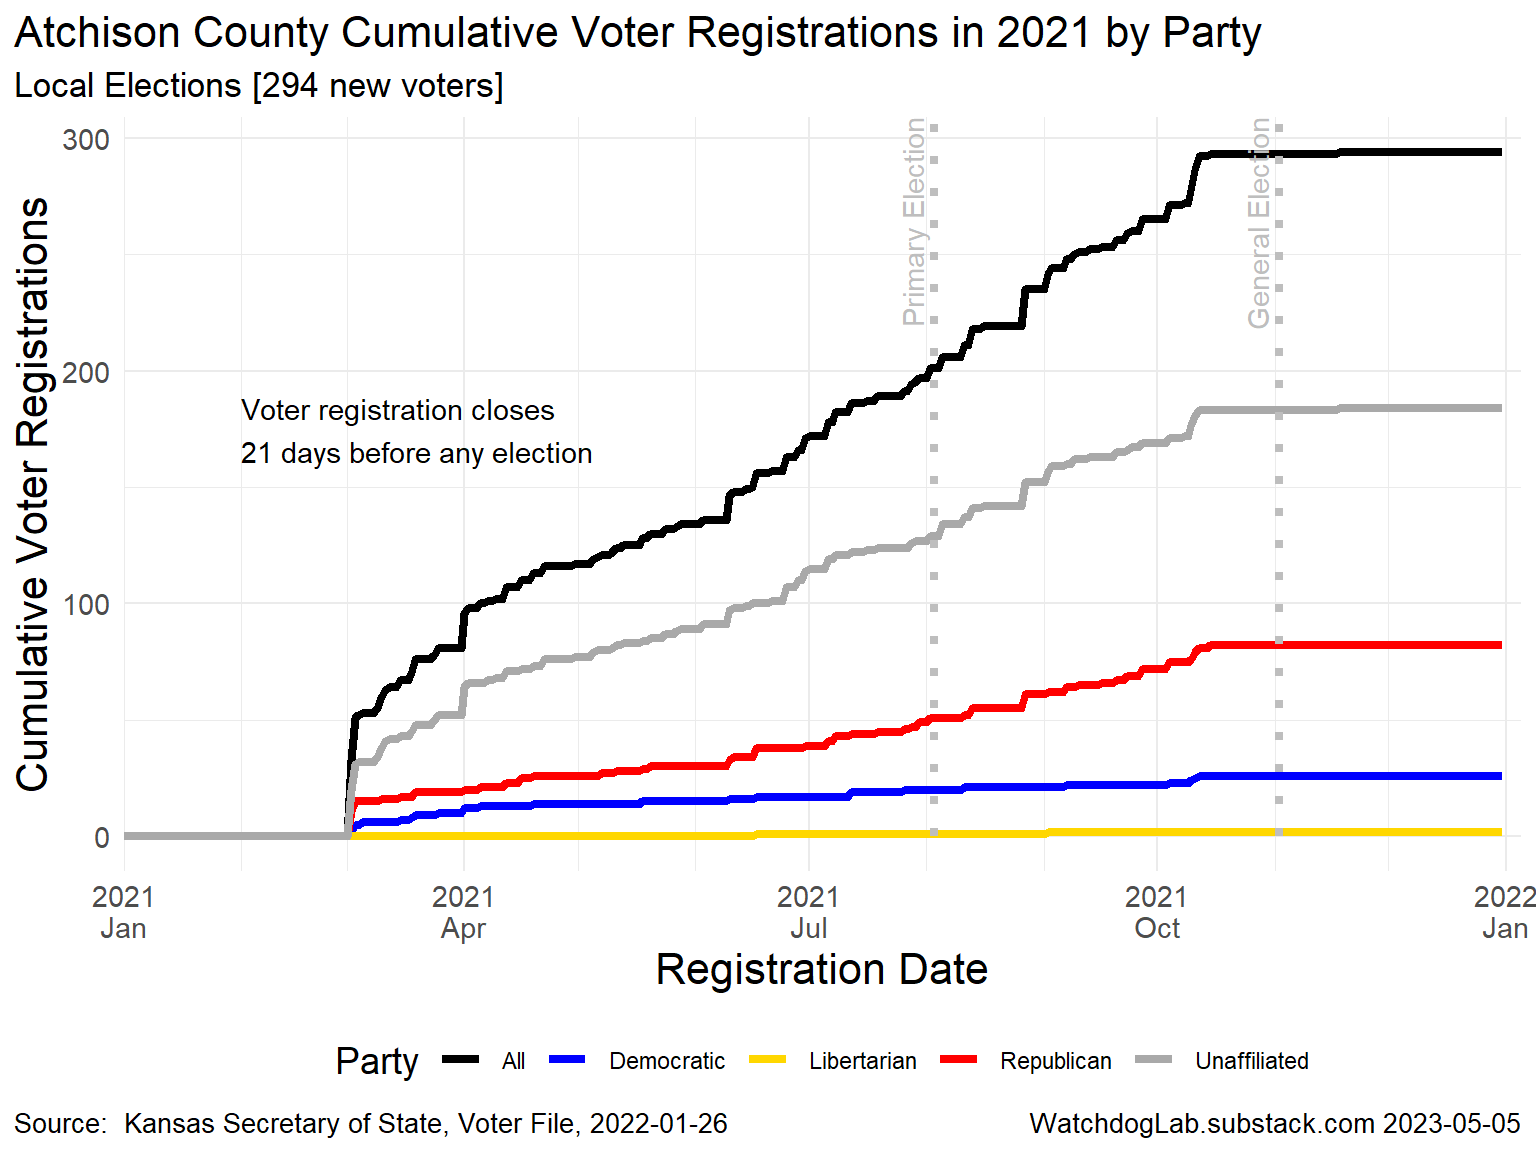 Atchison County Cumulative Voter Registrations in 2021 by Party
Local Elections [294 new voters]
Cumulative Voter Registrations
300
200
100
0
Primary Election
General Election
Voter registration closes
21 days before any election
2021 2021 2021 2021 2022
Jan Apr Jul Oct Jan
Registration Date
Party All Democratic Libertarian Republican Unaffiliated
Source:  Kansas Secretary of State, Voter File, 2022-01-26
WatchdogLab.substack.com 2023-05-05